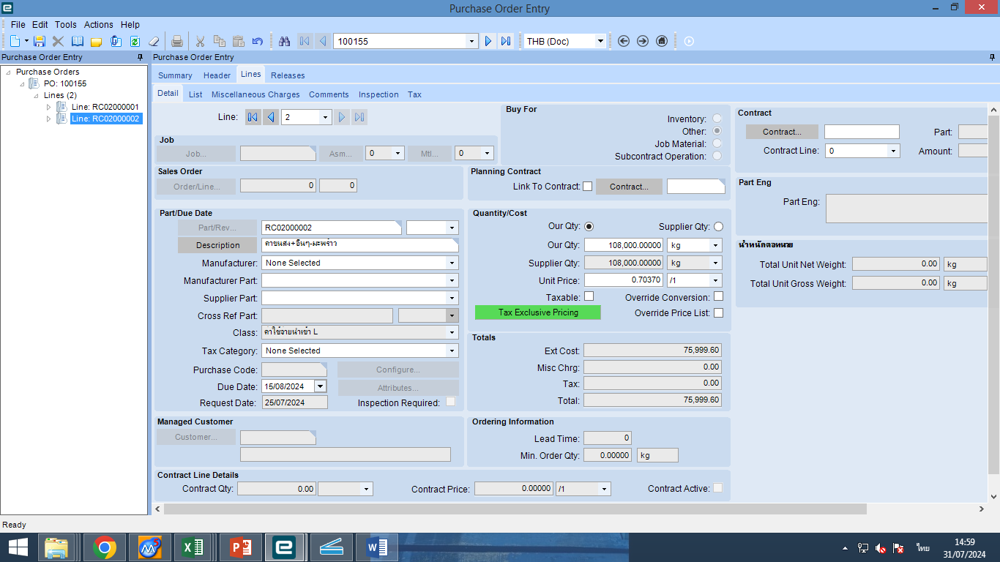 Purchase Order Entry
File Edit Tools Actions Help
100155 THB (Doc)
Purchase Order Entry
Purchase Orders
PO: 100155
Lines (2)
Line: RC02000001
Line: RC02000002
Purchase Order Entry
Summary Header Lines Releases
Detail List Miscellaneous Charges Comments Inspection Tax
Line: 2
Job
Job... Asm... 0 Mtl... 0
Buy For
Inventory:
Other:
Job Material:
Subcontract Operation:
Sales Order
Order/Line... 0 0
Planning Contract
Link To Contract: Contract...
Part/Due Date
Part/Rev... RC02000002
Description ค่าขนส่ง+อื่นๆ-มะพร้าว
Manufacturer: None Selected
Manufacturer Part:
Supplier Part:
Cross Ref Part:
Class: ค่าใช้จ่ายนำเข้า L
Tax Category: None Selected
Purchase Code: Configure...
Due Date: 15/08/2024 Attributes...
Request Date: 25/07/2024 Inspection Required:
Quantity/Cost
Our Qty: Supplier Qty:
Our Qty: 108,000.00000 kg
Supplier Qty: 108,000.00000 kg
Unit Price: 0.70370 /1
Taxable: Override Conversion:
Tax Exclusive Pricing Override Price List:
Totals
Ext Cost: 75,999.60
Misc Chrg: 0.00
Tax: 0.00
Total: 75,999.60
Managed Customer
Customer...
Ordering Information
Lead Time: 0
Min. Order Qty: 0.00000 kg
Contract Line Details
Contract Qty: 0.00 Contract Price: 0.00000 /1 Contract Active:
Contract
Contract... Part:
Contract Line: 0 Amount:
Part Eng
Part Eng:
น้ำหนักต่อหน่วย
Total Unit Net Weight: 0.00 kg
Total Unit Gross Weight: 0.00 kg
Ready
ไทย
14:59
31/07/2024